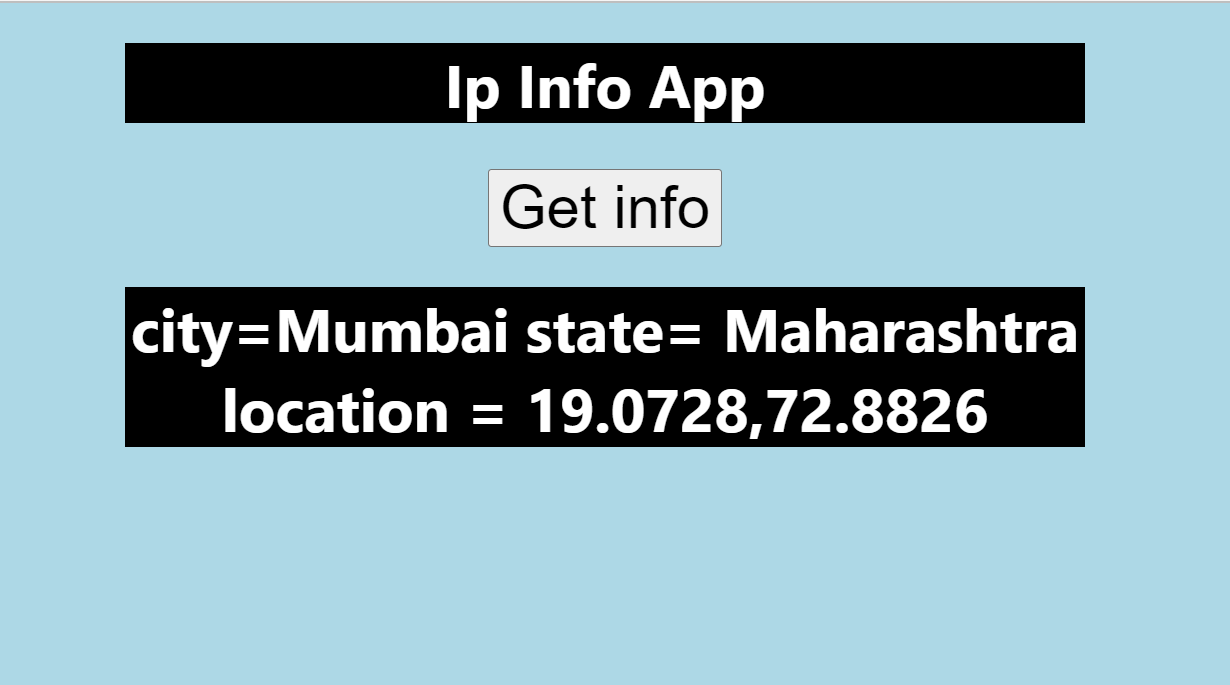 Ip Info App
Get info
city=Mumbai state= Maharashtra
location = 19.0728,72.8826